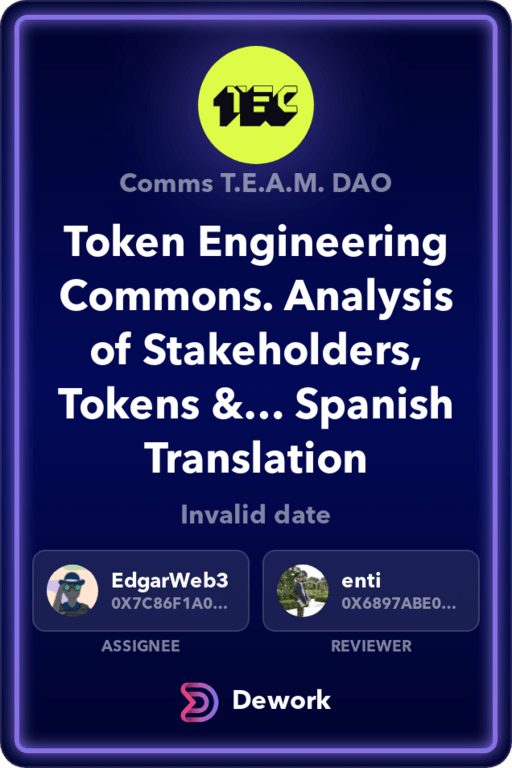 TEC
Comms T.E.A.M. DAO
Token Engineering
Commons. Analysis
of Stakeholders,
Tokens &... Spanish
Translation
Invalid date
EdgarWeb3
0X7C86F1A0...
ASSIGNEE
enti
0X6897ABE0...
REVIEWER
Dework